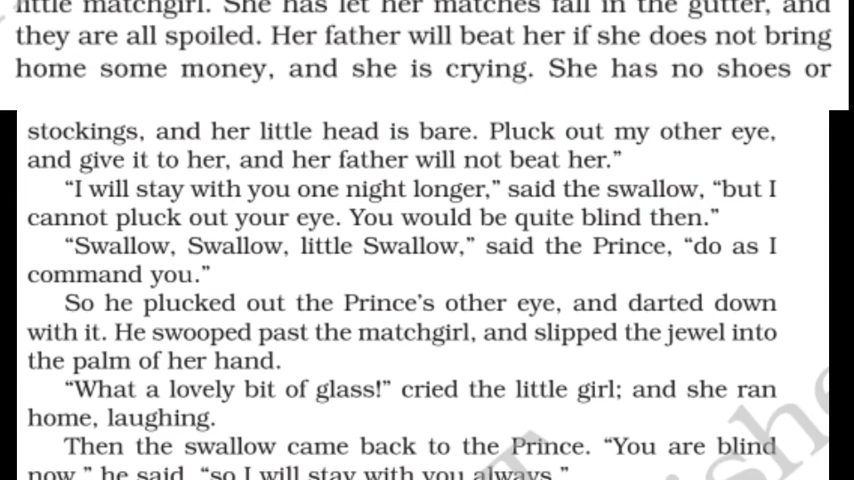 little matchgirl. She has let her matches fall in the gutter, and
they are all spoiled. Her father will beat her if she does not bring
home some money, and she is crying. She has no shoes or
stockings, and her little head is bare. Pluck out my other eye,
and give it to her, and her father will not beat her.”
“I will stay with you one night longer,” said the swallow, “but I
cannot pluck out your eye. You would be quite blind then.”
“Swallow, Swallow, little Swallow,” said the Prince, “do as I
command you.”
So he plucked out the Prince’s other eye, and darted down
with it. He swooped past the matchgirl, and slipped the jewel into
the palm of her hand.
“What a lovely bit of glass!” cried the little girl; and she ran
home, laughing.
Then the swallow came back to the Prince. “You are blind
now,” he said, “so I will stay with you always.”